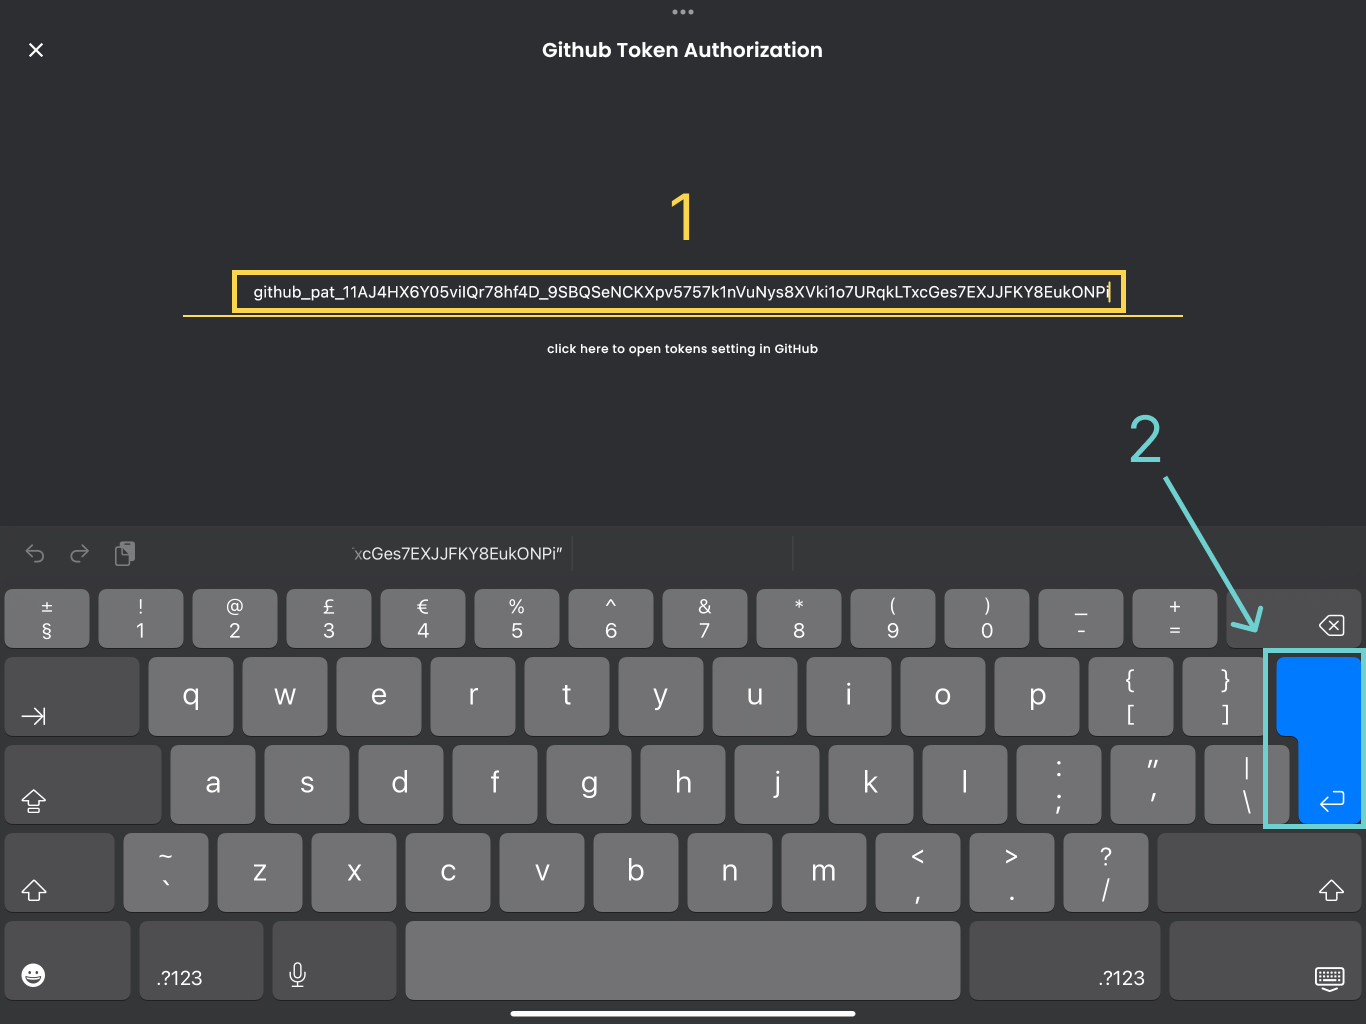 Github Token Authorization
1
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
click here to open tokens setting in GitHub
2
xcGes7EXJJFKY8EukONPi”
± ! @ £ € % ^ & * ( ) _ +
§ 1 2 3 4 5 6 7 8 9 0 - =
q w e r t y u i o p { }
[ ]
a s d f g h j k l : ” |
; ’ \
~ z x c v b n m < > ?
` , . /
.?123 .?123